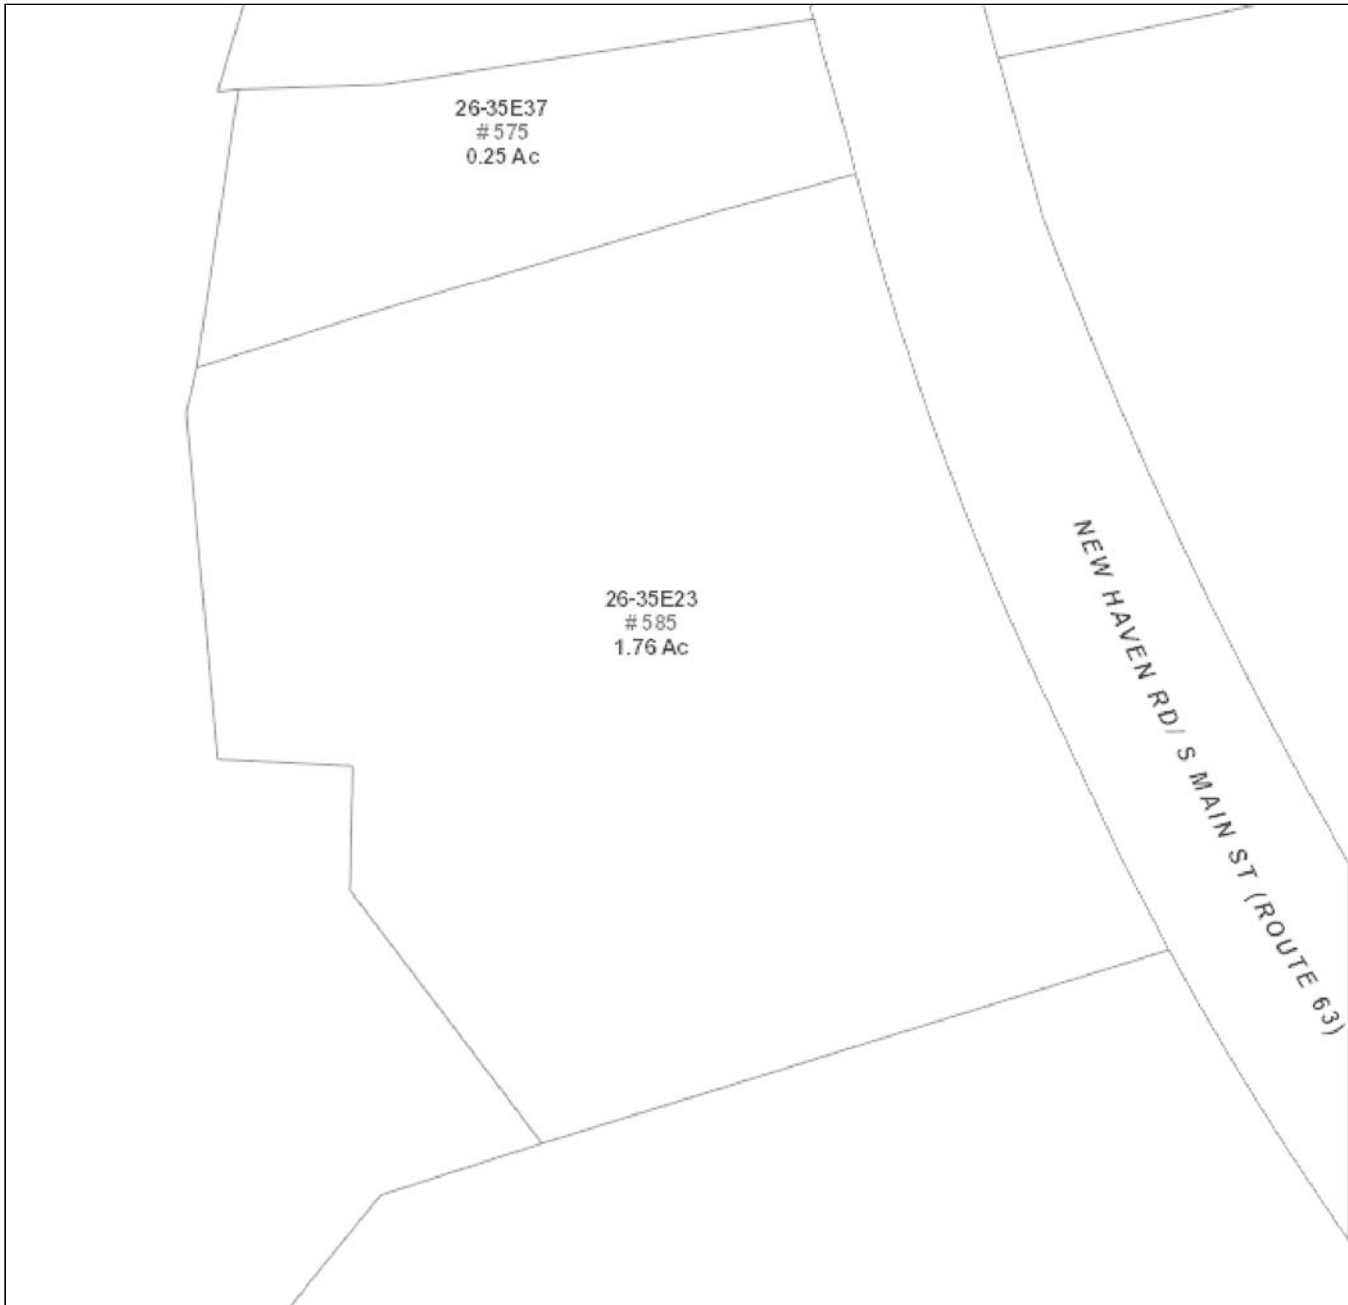 26-35E37
# 575
0.25 Ac
26-35E23
# 585
1.76 Ac
NEW HAVEN RD/ S MAIN ST (ROUTE 63)